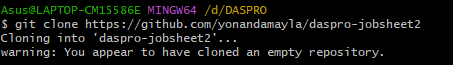 Asus@LAPTOP-CM15586E MINGW64 /d/DASPRO
$ git clone https://github.com/yonandamayla/daspro-jobsheet2
Cloning into 'daspro-jobsheet2'...
warning: You appear to have cloned an empty repository.